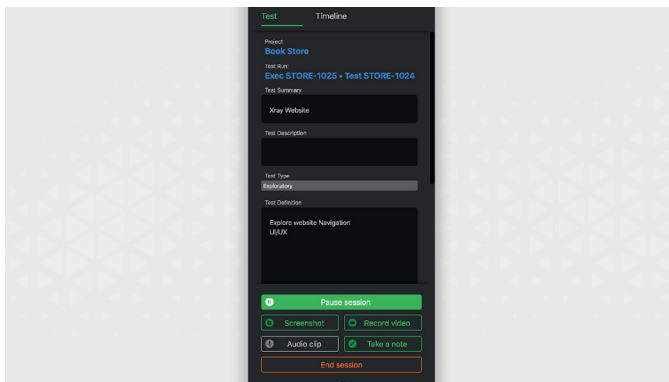 Test Timeline
Project
Book Store
Test Run:
Exec STORE-1025 • Test STORE-1024
Test Summary
Xray Website
Test Description
Test Type
Exploratory
Test Definition
Explore website Navigation
UI/UX
Pause session
Screenshot Record video
Audio clip Take a note
End session